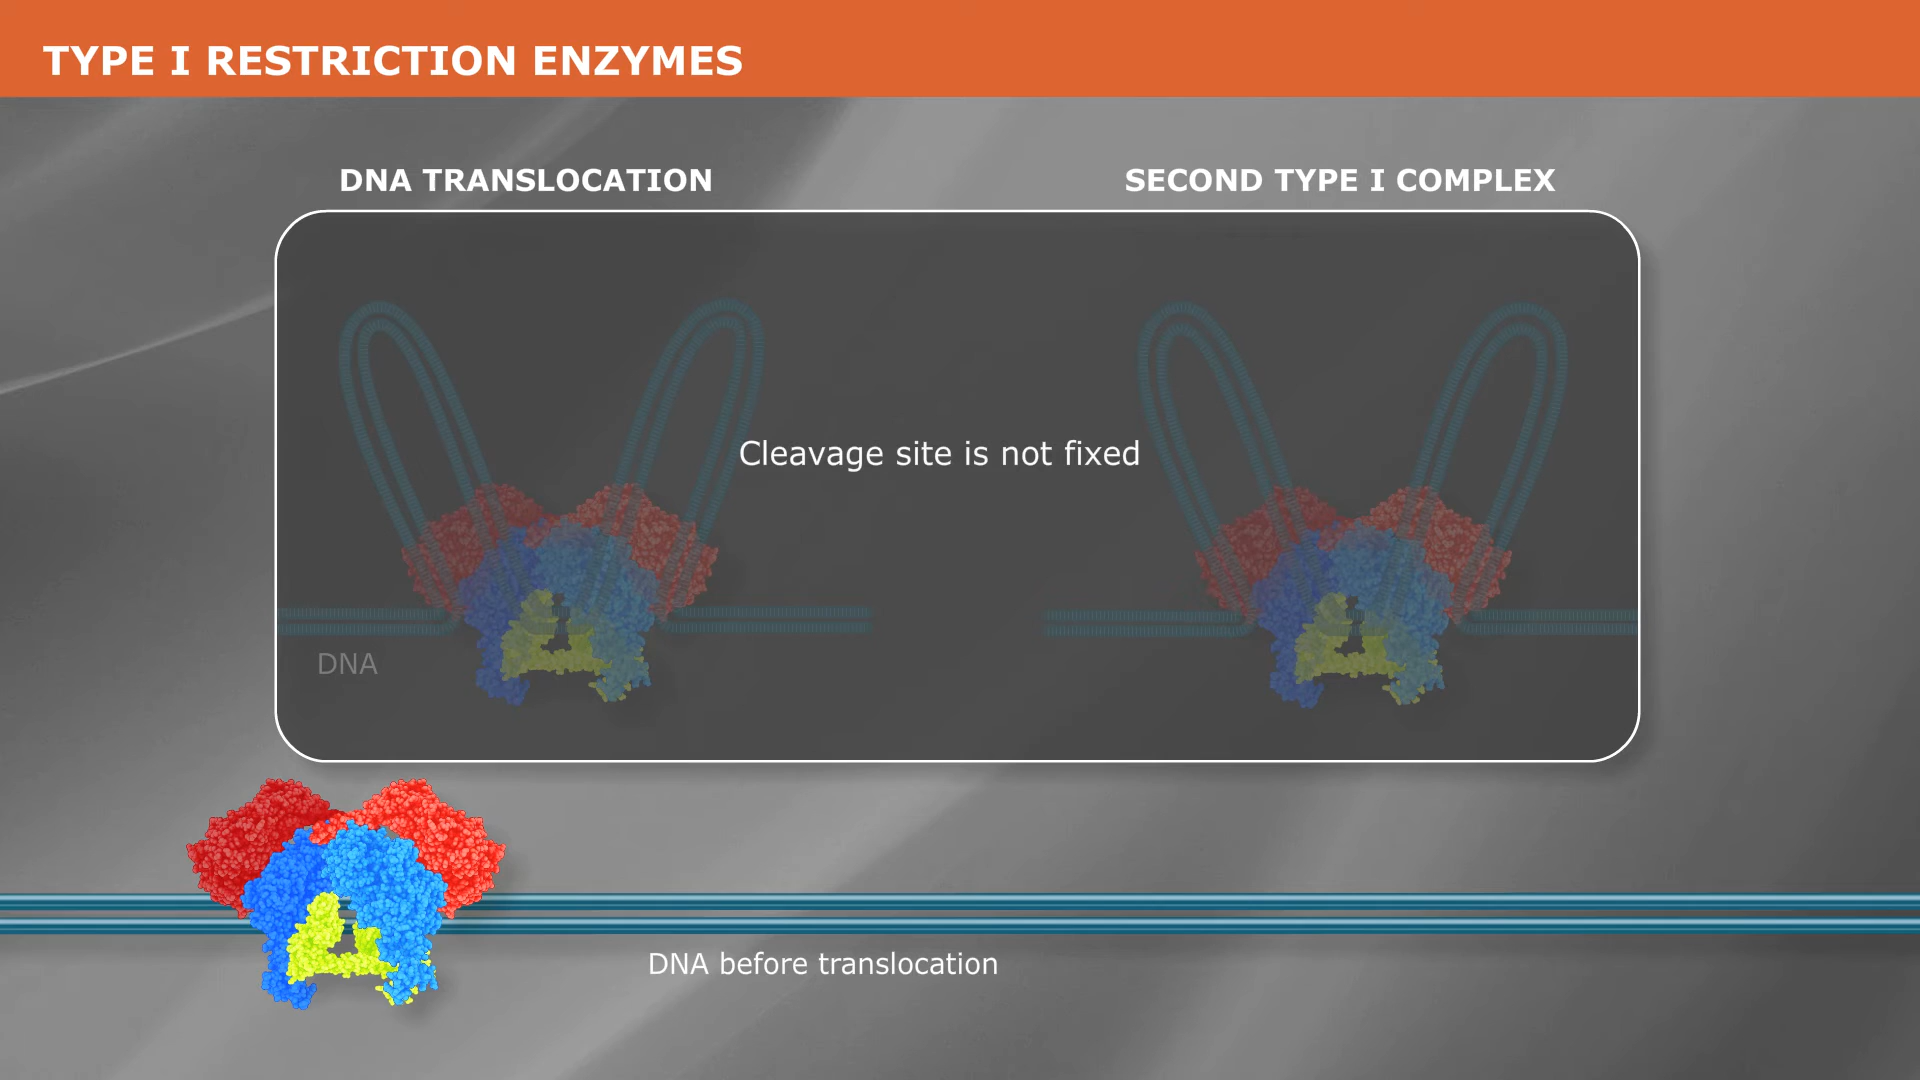 TYPE I RESTRICTION ENZYMES
DNA TRANSLOCATION
SECOND TYPE I COMPLEX
Cleavage site is not fixed
DNA
DNA before translocation